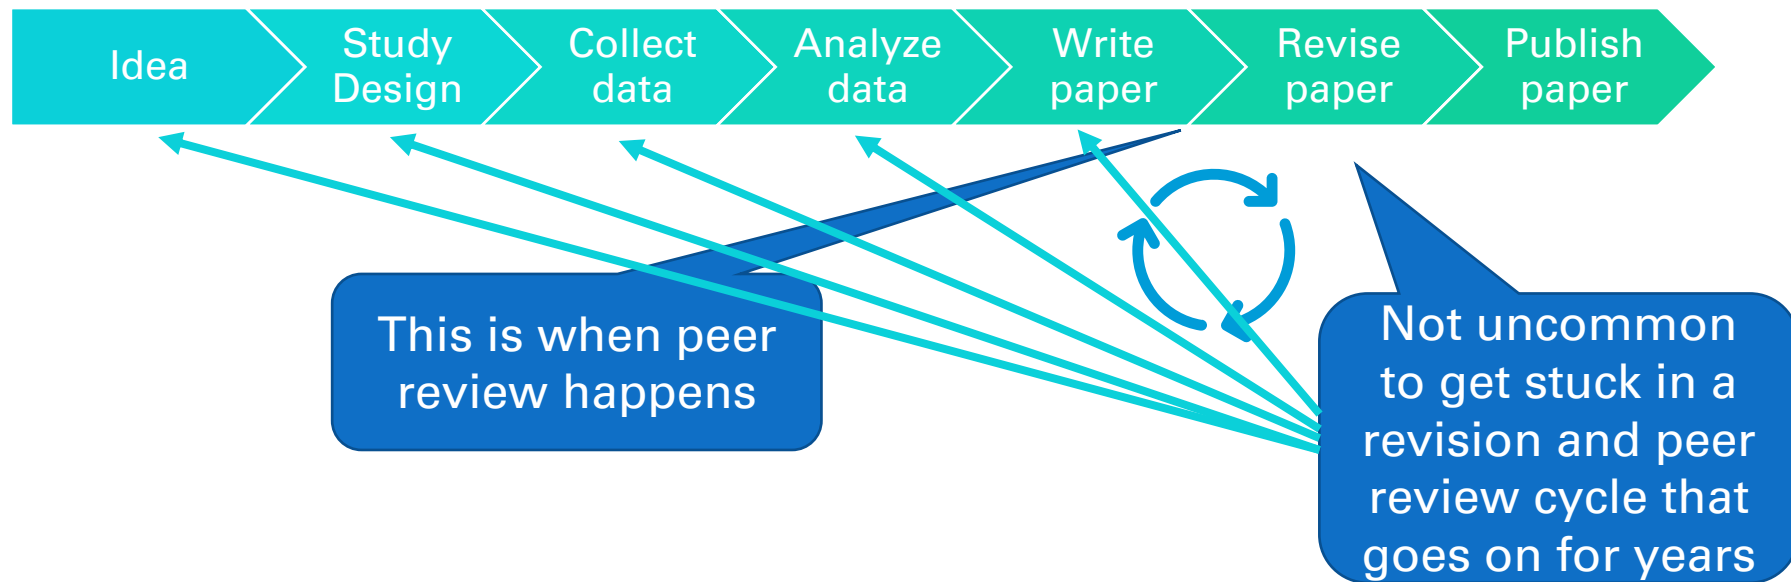 Idea
Study
Design
Collect
data
Analyze
data
Write
paper
Revise
paper
Publish
paper
This is when peer
review happens
Not uncommon
to get stuck in a
revision and peer
review cycle that
goes on for years